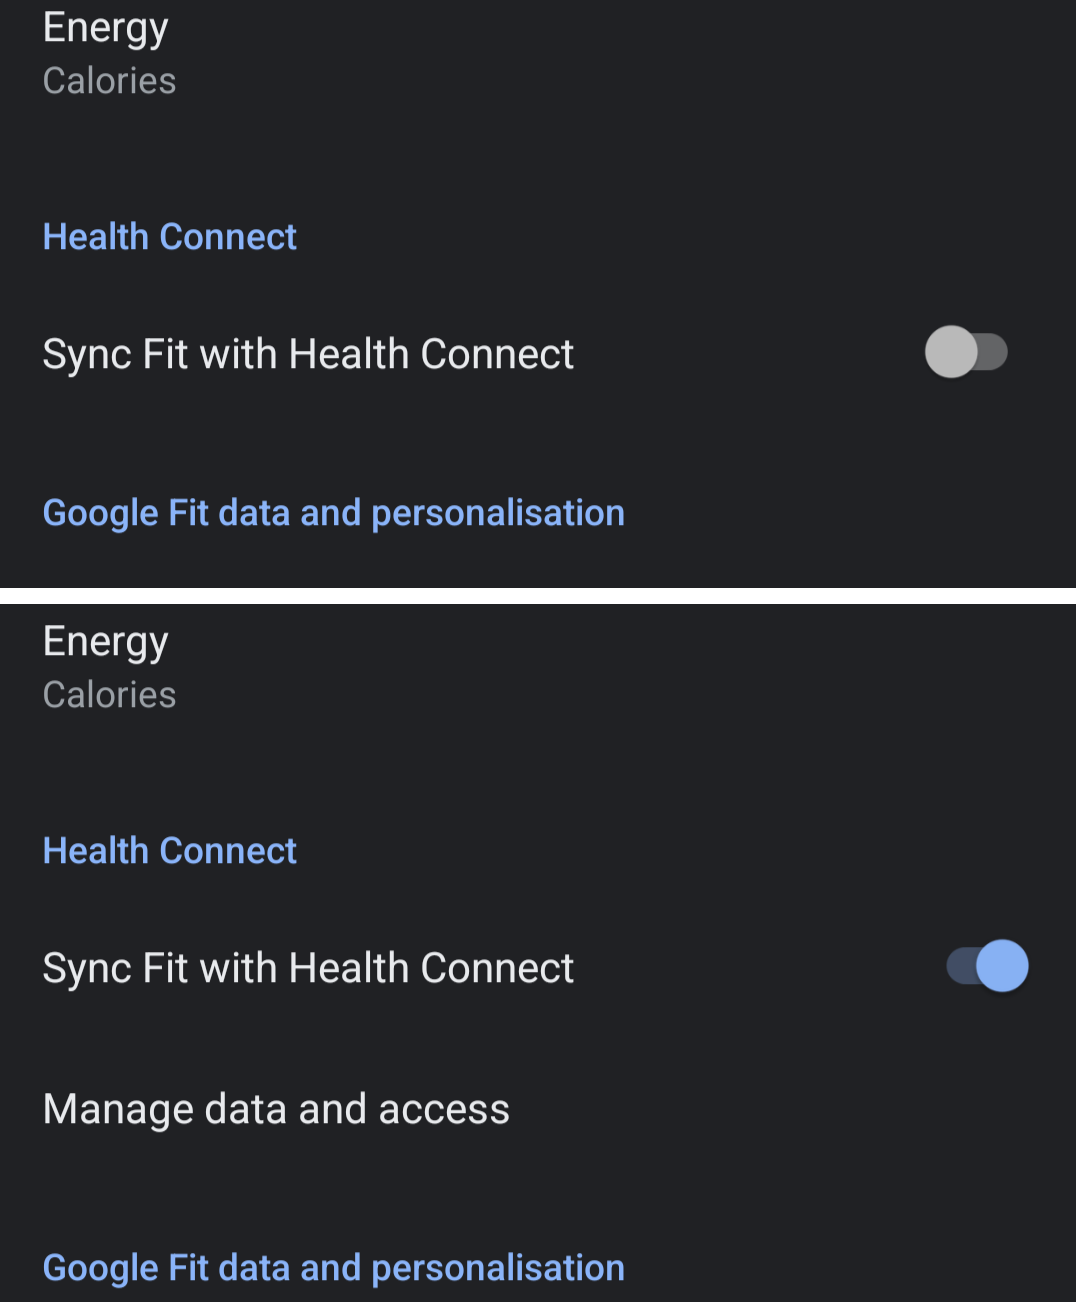 Energy
Calories
Health Connect
Sync Fit with Health Connect
Google Fit data and personalisation
Energy
Calories
Health Connect
Sync Fit with Health Connect
Manage data and access
Google Fit data and personalisation